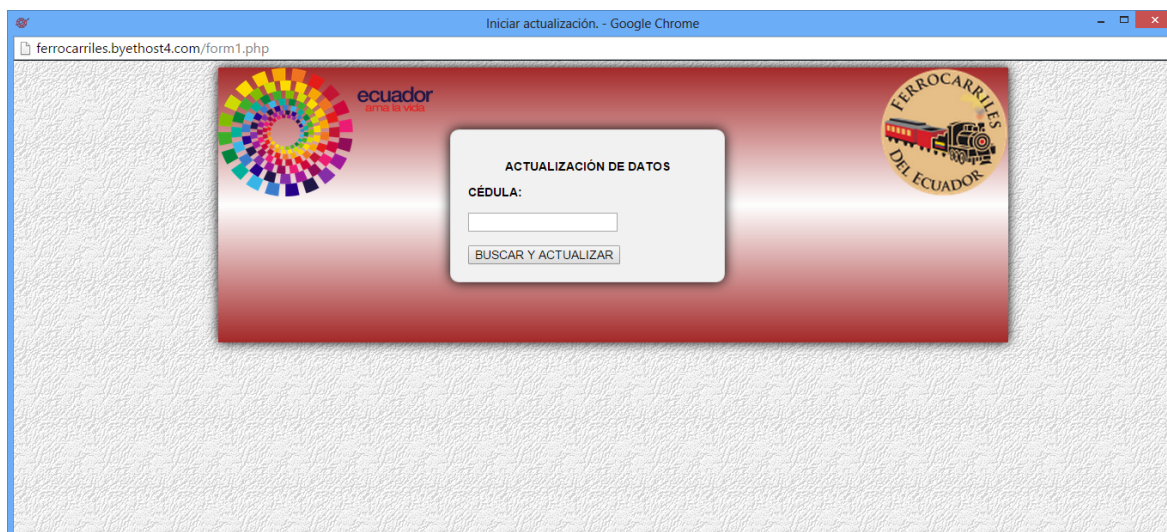 Iniciar actualización. - Google Chrome
ferrocarriles.byethost4.com/form1.php
ecuador
ama la vida
FERROCARRILES
DEL ECUADOR
ACTUALIZACIÓN DE DATOS
CÉDULA:
BUSCAR Y ACTUALIZAR